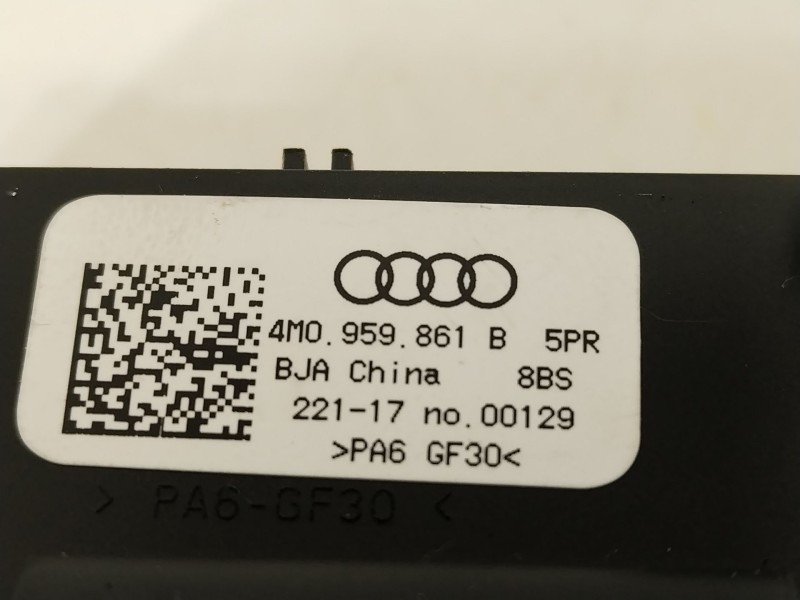 4M0.959.861 B 5PR
BJA China 8BS
221-17 no.00129
>PA6 GF30<
> PA6-GF30 <